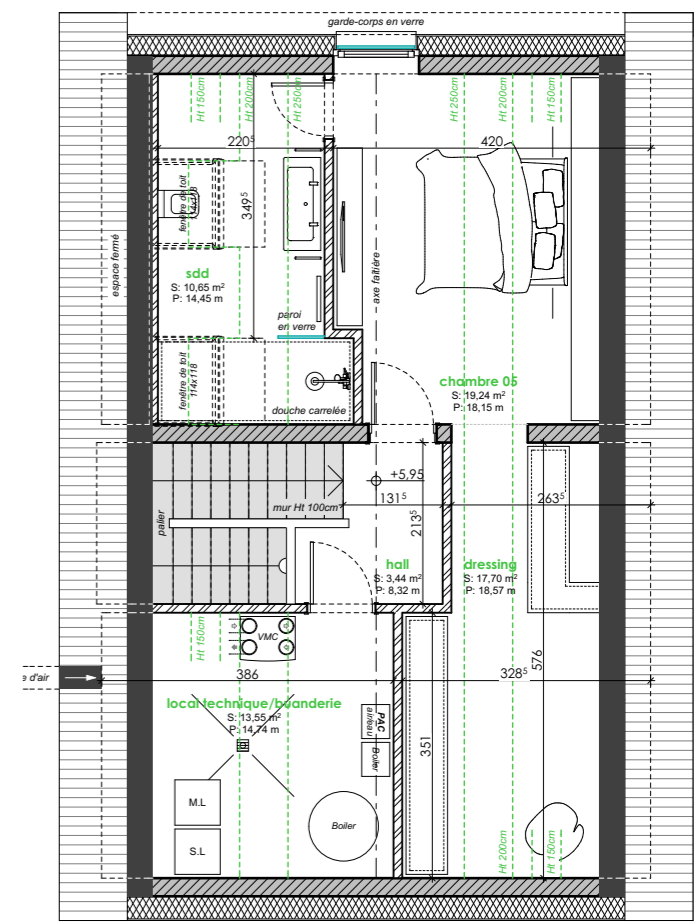 garde-corps en verre
Ht 150cm
Ht 200cm
Ht 250cm
Ht 250cm
Ht 200cm
Ht 150cm
220⁵
420
349⁵
fenêtre de toit
114x118
espace fermé
sdd
S: 10,65 m²
P: 14,45 m
axe faîtière
paroi
en verre
fenêtre de toit
114x118
douche carrelée
chambre 05
S: 19,24 m²
P: 18,15 m
+5,95
mur Ht 100cm
131⁵
263⁵
213⁵
palier
hall
S: 3,44 m²
P: 8,32 m
dressing
S: 17,70 m²
P: 18,57 m
Ht 150cm
VMC
576
e d'air
386
328⁵
local technique/buanderie
S: 13,55 m²
P: 14,74 m
PAC
air/eau
Boiler
351
M.L
Boiler
S.L
Ht 200cm
Ht 150cm